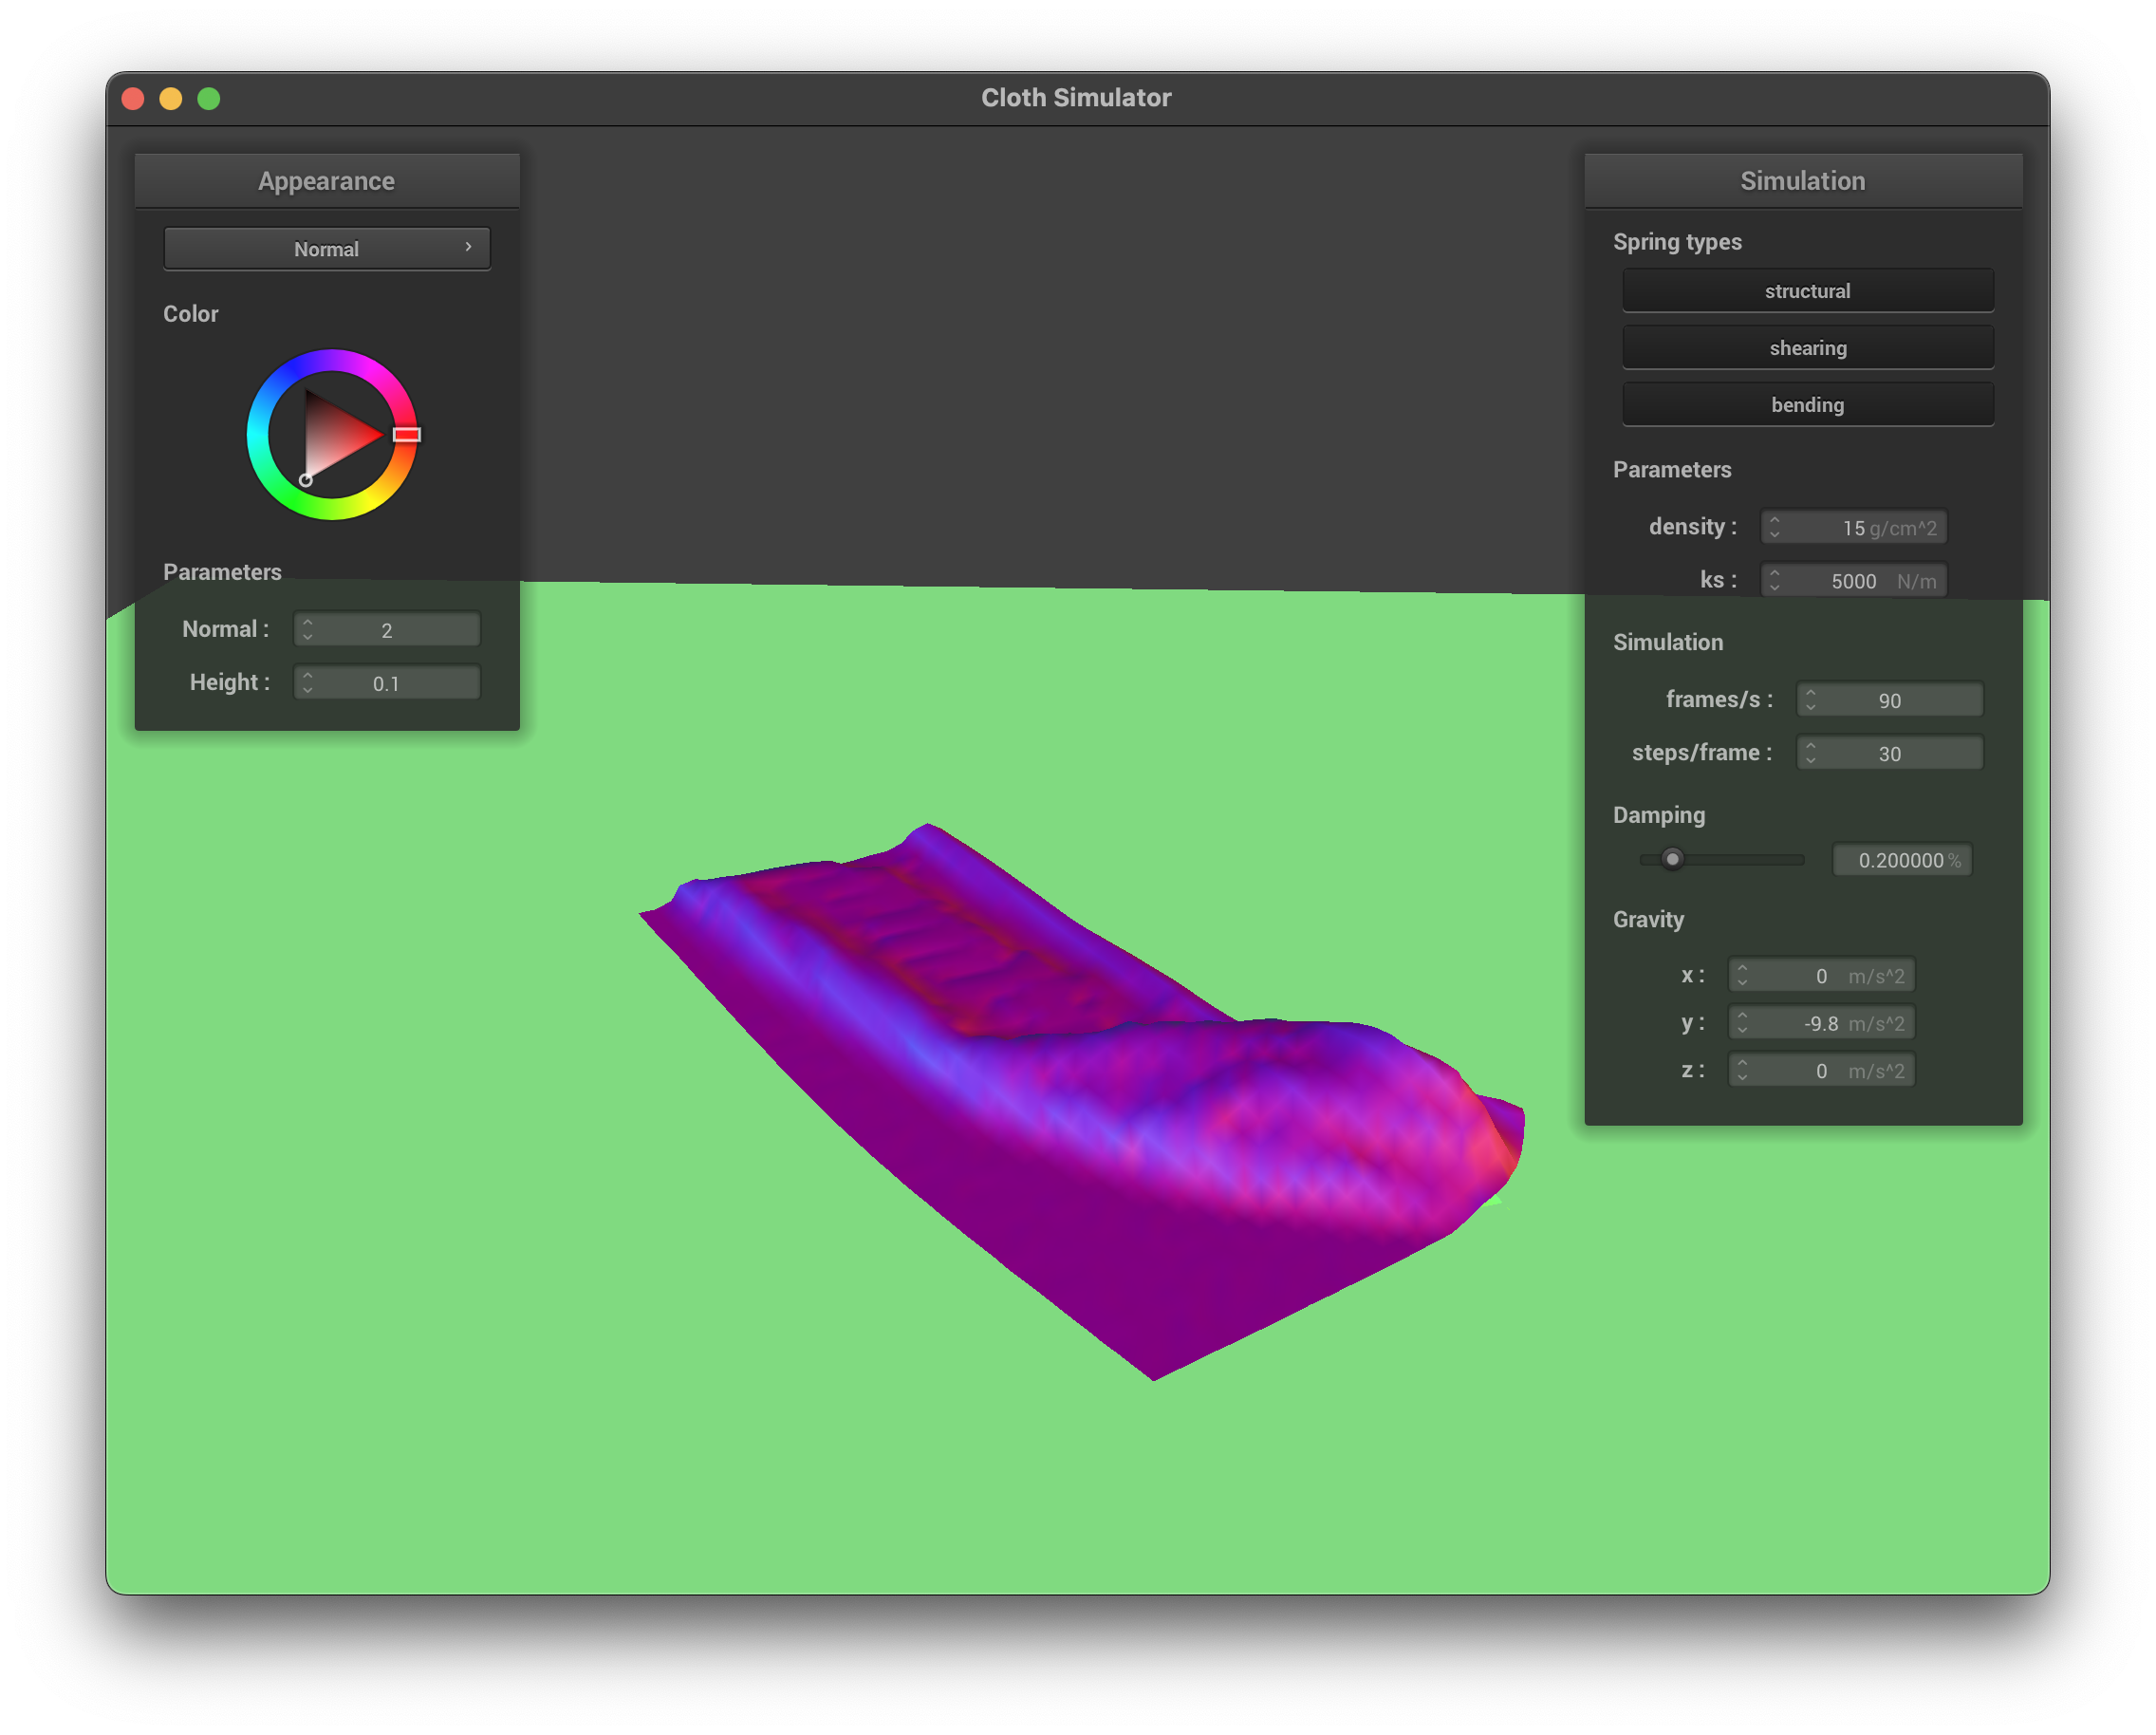 Cloth Simulator
Appearance
Normal
Color
Parameters
Normal : 2
Height : 0.1
Simulation
Spring types
structural
shearing
bending
Parameters
density : 15 g/cm^2
ks : 5000 N/m
Simulation
frames/s : 90
steps/frame : 30
Damping
0.200000 %
Gravity
x : 0 m/s^2
y : -9.8 m/s^2
z : 0 m/s^2